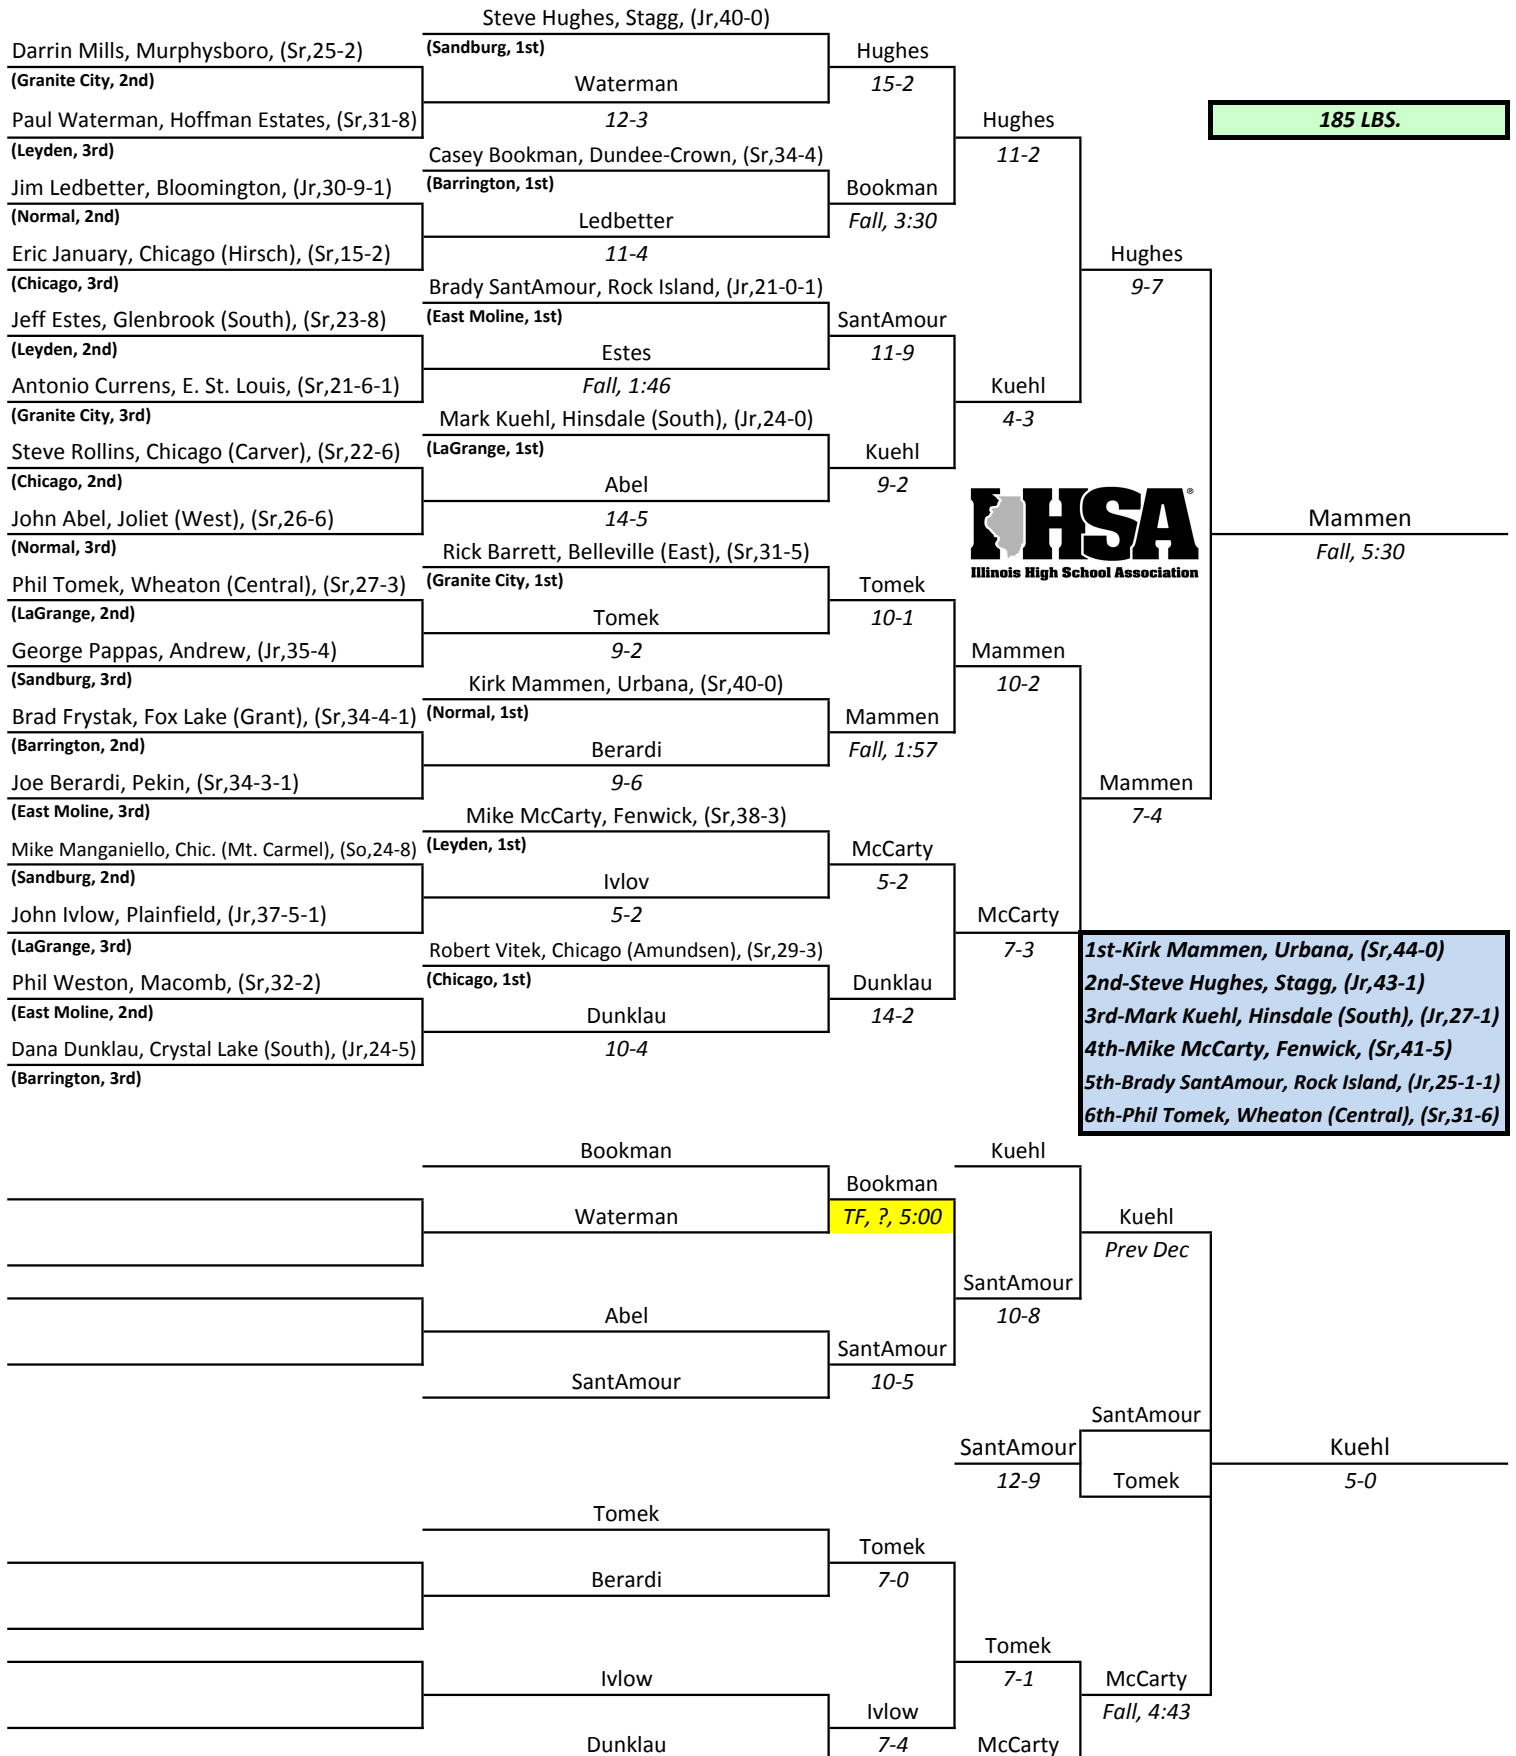 Steve Hughes, Stagg, (Jr,40-0)
Darrin Mills, Murphysboro, (Sr,25-2)
(Sandburg, 1st)
Hughes
(Granite City, 2nd)
Waterman
15-2
Paul Waterman, Hoffman Estates, (Sr,31-8)
12-3
Hughes
185 LBS.
(Leyden, 3rd)
Casey Bookman, Dundee-Crown, (Sr,34-4)
11-2
Jim Ledbetter, Bloomington, (Jr,30-9-1)
(Barrington, 1st)
Bookman
(Normal, 2nd)
Ledbetter
Fall, 3:30
Eric January, Chicago (Hirsch), (Sr,15-2)
11-4
Hughes
(Chicago, 3rd)
Brady SantAmour, Rock Island, (Jr,21-0-1)
9-7
Jeff Estes, Glenbrook (South), (Sr,23-8)
(East Moline, 1st)
SantAmour
(Leyden, 2nd)
Estes
11-9
Antonio Currens, E. St. Louis, (Sr,21-6-1)
Fall, 1:46
Kuehl
(Granite City, 3rd)
Mark Kuehl, Hinsdale (South), (Jr,24-0)
4-3
Steve Rollins, Chicago (Carver), (Sr,22-6)
(LaGrange, 1st)
Kuehl
(Chicago, 2nd)
Abel
9-2
John Abel, Joliet (West), (Sr,26-6)
14-5
IHSA
®
Mammen
(Normal, 3rd)
Rick Barrett, Belleville (East), (Sr,31-5)
Fall, 5:30
Illinois High School Association
Phil Tomek, Wheaton (Central), (Sr,27-3)
(Granite City, 1st)
Tomek
(LaGrange, 2nd)
Tomek
10-1
George Pappas, Andrew, (Jr,35-4)
9-2
Mammen
(Sandburg, 3rd)
Kirk Mammen, Urbana, (Sr,40-0)
10-2
Brad Frystak, Fox Lake (Grant), (Sr,34-4-1)
(Normal, 1st)
Mammen
(Barrington, 2nd)
Berardi
Fall, 1:57
Joe Berardi, Pekin, (Sr,34-3-1)
9-6
Mammen
(East Moline, 3rd)
Mike McCarty, Fenwick, (Sr,38-3)
7-4
Mike Manganiello, Chic. (Mt. Carmel), (So,24-8)
(Leyden, 1st)
McCarty
(Sandburg, 2nd)
Ivlov
5-2
John Ivlow, Plainfield, (Jr,37-5-1)
5-2
McCarty
(LaGrange, 3rd)
Robert Vitek, Chicago (Amundsen), (Sr,29-3)
7-3
1st-Kirk Mammen, Urbana, (Sr,44-0)
Phil Weston, Macomb, (Sr,32-2)
(Chicago, 1st)
Dunklau
2nd-Steve Hughes, Stagg, (Jr,43-1)
(East Moline, 2nd)
Dunklau
14-2
3rd-Mark Kuehl, Hinsdale (South), (Jr,27-1)
Dana Dunklau, Crystal Lake (South), (Jr,24-5)
10-4
4th-Mike McCarty, Fenwick, (Sr,41-5)
(Barrington, 3rd)
5th-Brady SantAmour, Rock Island, (Jr,25-1-1)
6th-Phil Tomek, Wheaton (Central), (Sr,31-6)
Bookman
Kuehl
Bookman
Waterman
TF, ?, 5:00
Kuehl
Prev Dec
SantAmour
Abel
10-8
SantAmour
SantAmour
10-5
SantAmour
SantAmour
Kuehl
12-9
Tomek
5-0
Tomek
Tomek
Berardi
7-0
Tomek
Ivlow
7-1
McCarty
Ivlow
Fall, 4:43
Dunklau
7-4
McCarty